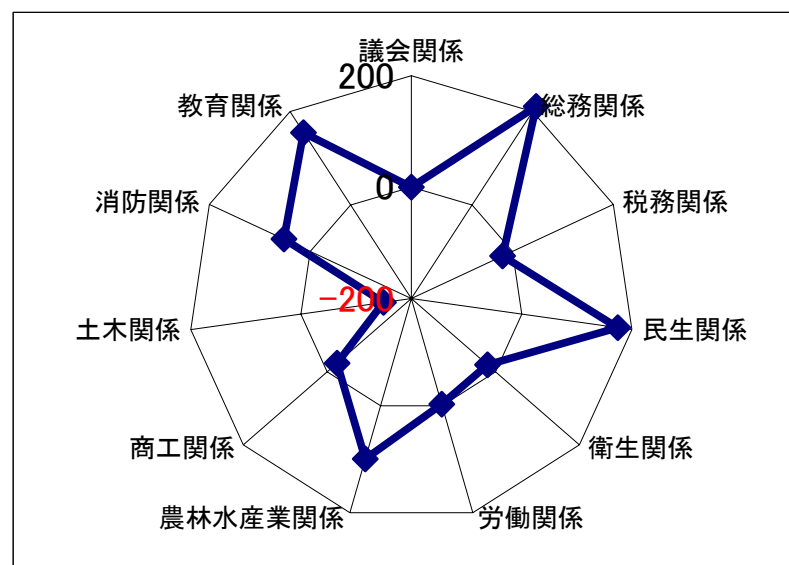 議会関係
200
総務関係
教育関係
0
消防関係
税務関係
-200
土木関係
民生関係
商工関係
衛生関係
農林水産業関係
労働関係